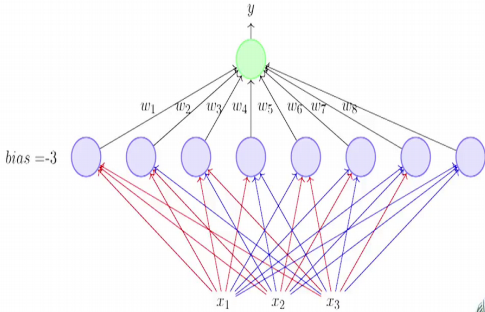 y
w₁ w₂ w₃ w₄ w₅ w₆ w₇ w₈
bias =-3
x₁ x₂ x₃